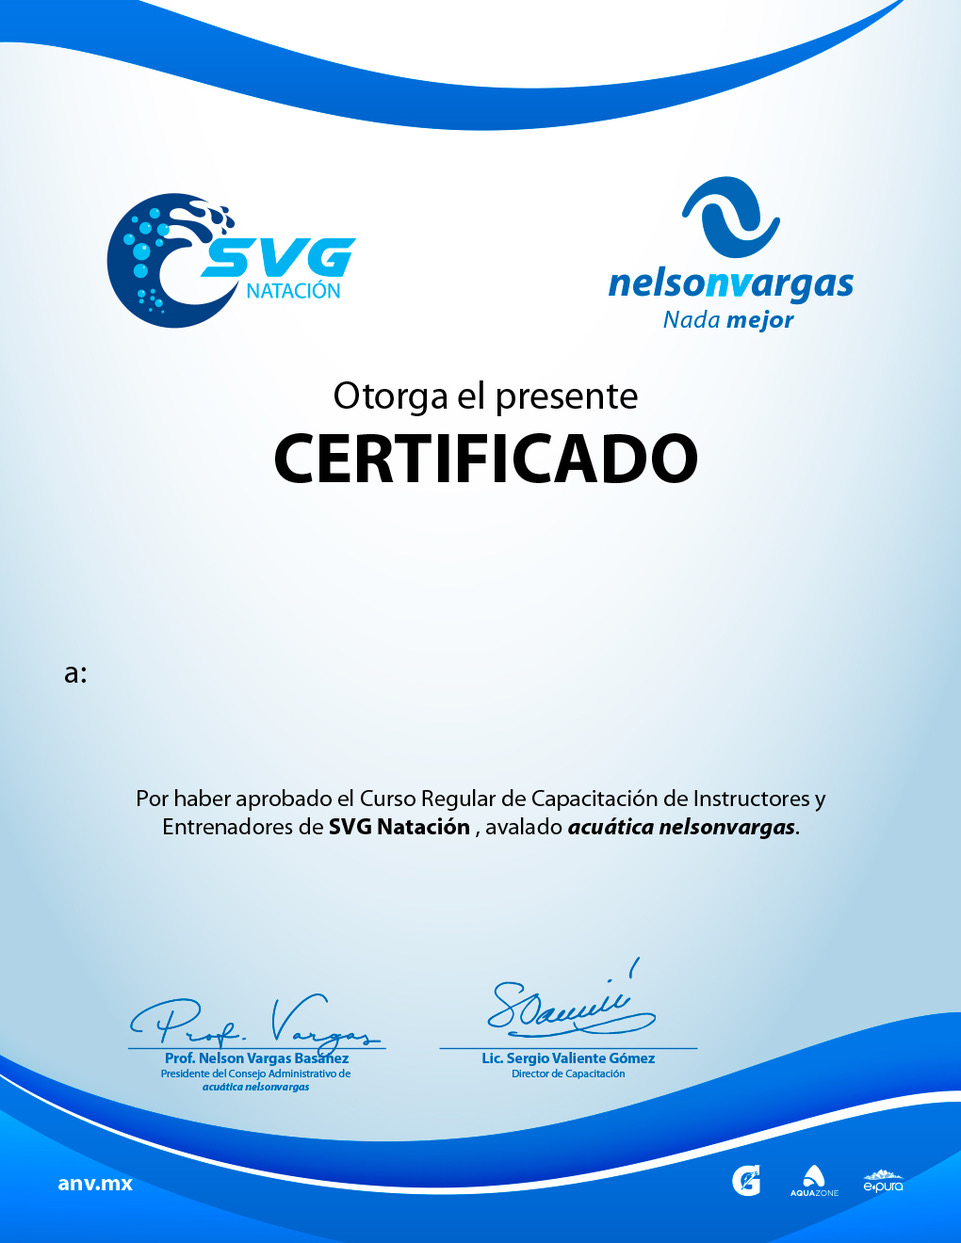 SVG
NATACIÓN
nelsonvargas
Nada mejor
Otorga el presente
CERTIFICADO
a:
Por haber aprobado el Curso Regular de Capacitación de Instructores y
Entrenadores de SVG Natación , avalado acuática nelsonvargas.
Prof. Vargas
Prof. Nelson Vargas Basáñez
Presidente del Consejo Administrativo de
acuática nelsonvargas
Lic. Sergio Valiente Gómez
Director de Capacitación
anv.mx
G
AQUAZONE
e•pura